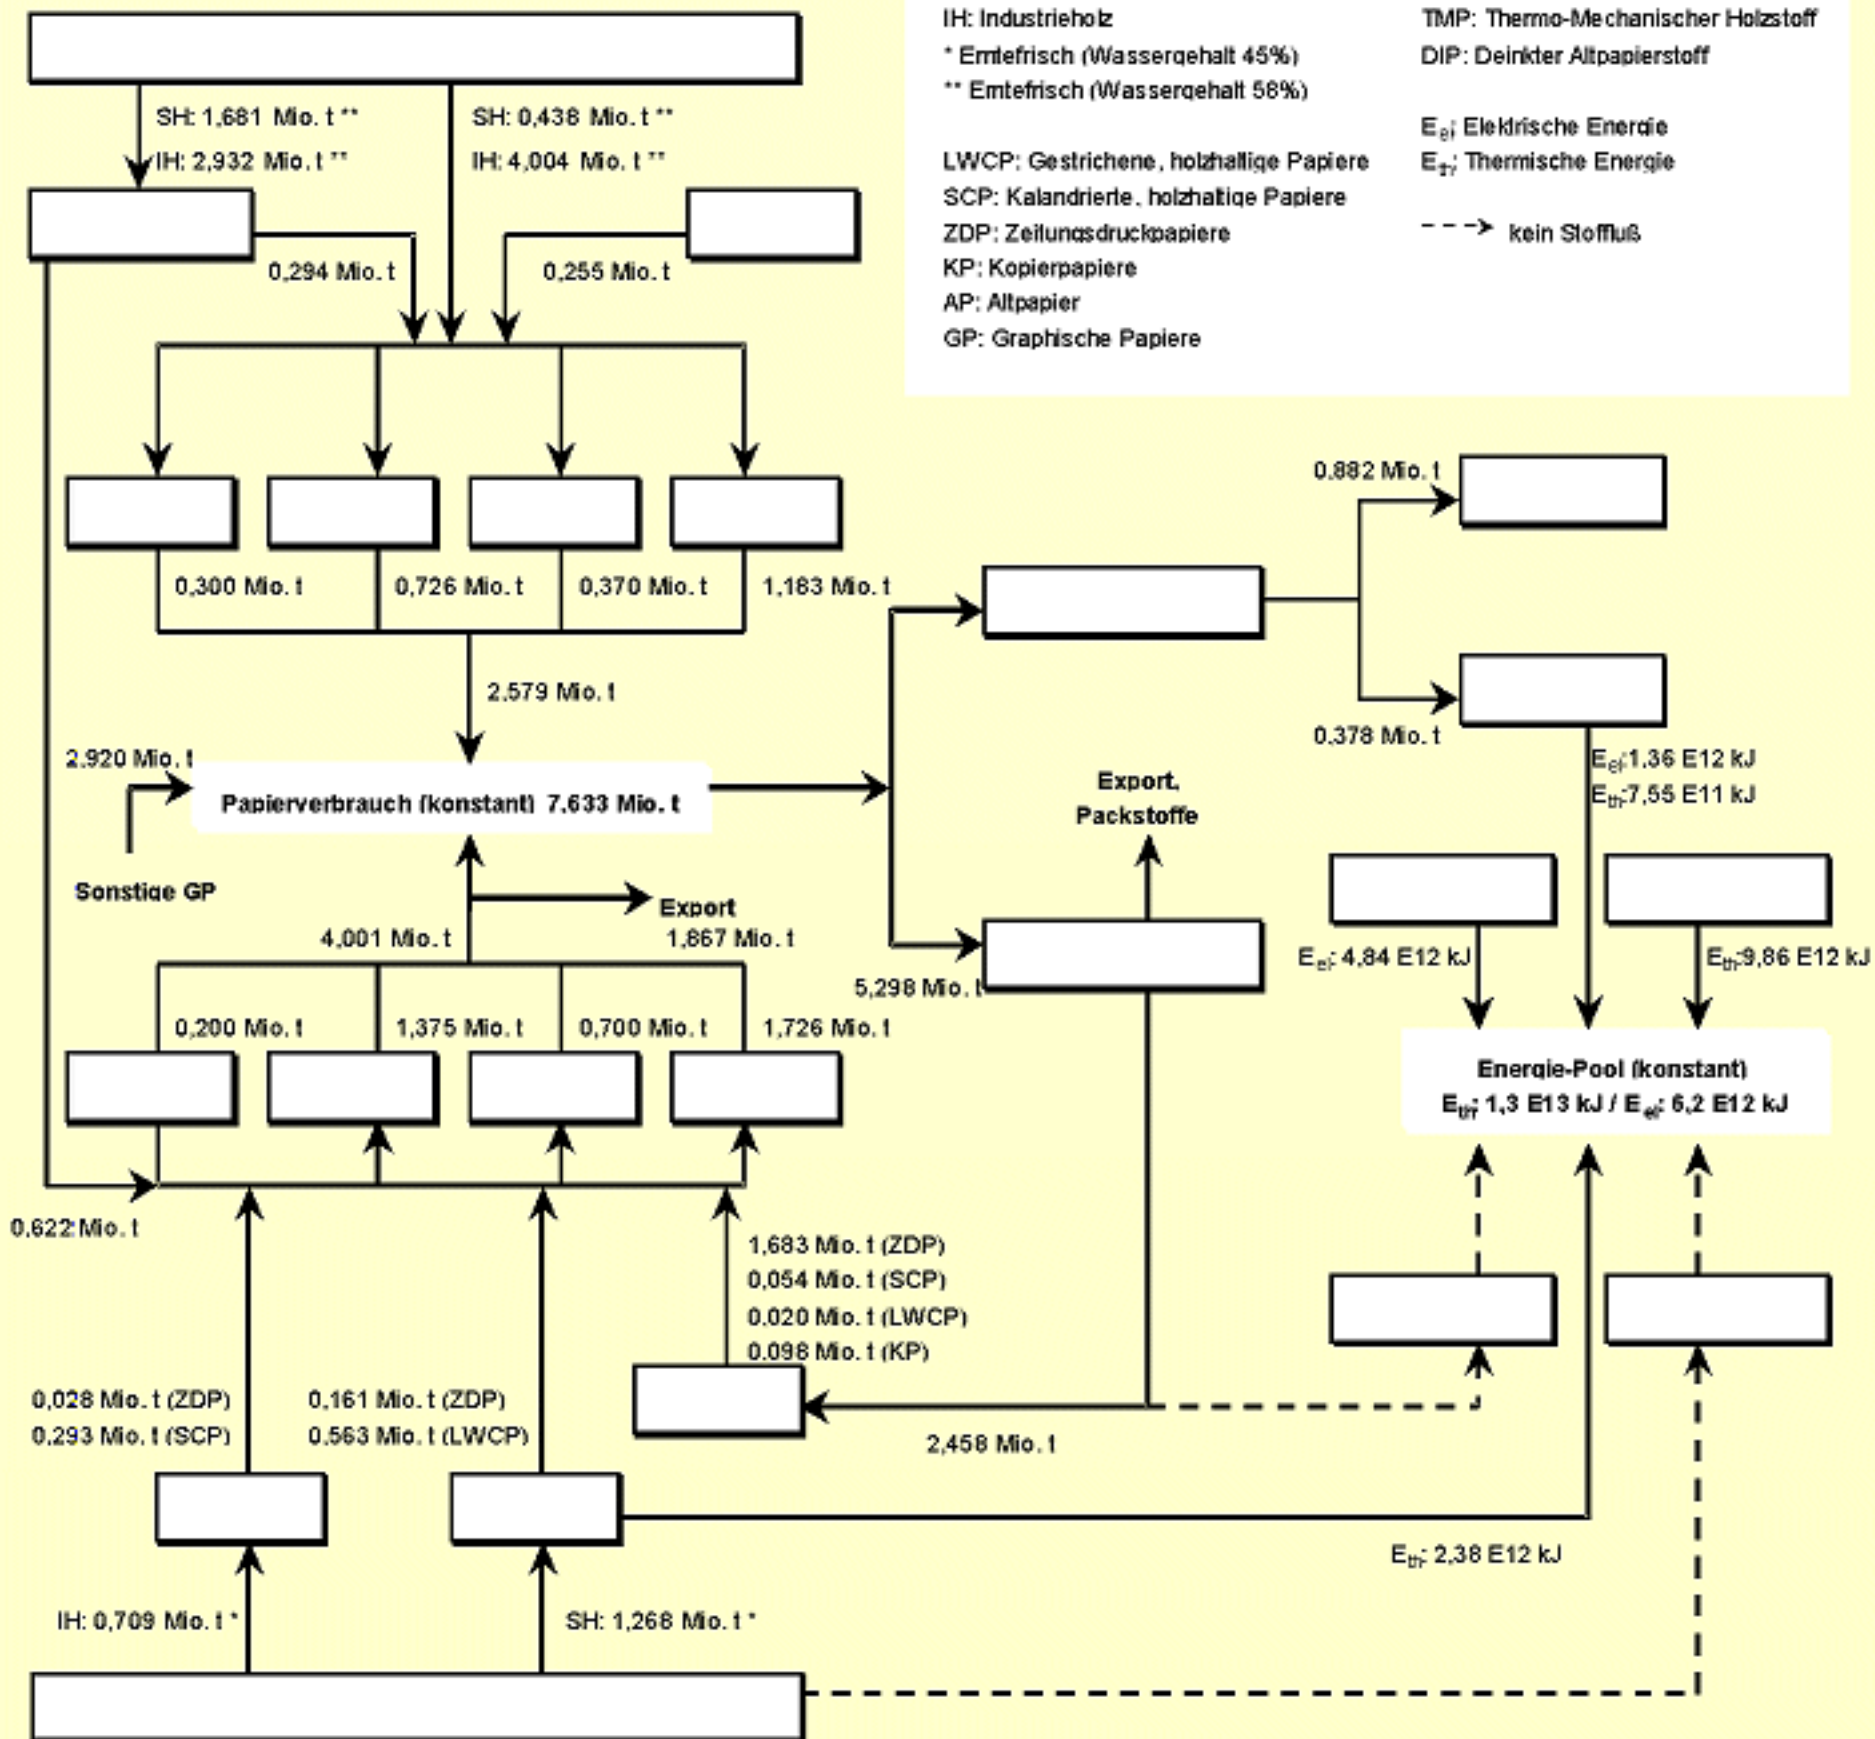 IH: Industrieholz
* Erntefrisch (Wassergehalt 45%)
** Erntefrisch (Wassergehalt 58%)
LWCP: Gestrichene, holzhaltige Papiere
SCP: Kalandrierte, holzhaltige Papiere
ZDP: Zeitungsdruckpapiere
KP: Kopierpapiere
AP: Altpapier
GP: Graphische Papiere
TMP: Thermo-Mechanischer Holzstoff
DIP: Deinkter Altpapierstoff
Eel: Elektrische Energie
Eth: Thermische Energie
kein Stoffluß
SH: 1,681 Mio. t **
IH: 2,932 Mio. t **
SH: 0,438 Mio. t **
IH: 4,004 Mio. t **
0,294 Mio. t
0,255 Mio. t
0,300 Mio. t
0,726 Mio. t
0,370 Mio. t
1,183 Mio. t
0,882 Mio. t
2,579 Mio. t
0,378 Mio. t
2,920 Mio. t
Papierverbrauch (konstant) 7,633 Mio. t
Sonstige GP
Export
4,001 Mio. t
1,867 Mio. t
Export,
Packstoffe
Eel:1,36 E12 kJ
Eth:7,55 E11 kJ
5,298 Mio. t
Eel: 4,84 E12 kJ
Eth:9,86 E12 kJ
0,200 Mio. t
1,375 Mio. t
0,700 Mio. t
1,726 Mio. t
Energie-Pool (konstant)
Eth: 1,3 E13 kJ / Eel: 6,2 E12 kJ
0,622 Mio. t
1,683 Mio. t (ZDP)
0,054 Mio. t (SCP)
0.020 Mio. t (LWCP)
0.098 Mio. t (KP)
0,028 Mio. t (ZDP)
0,293 Mio. t (SCP)
0,161 Mio. t (ZDP)
0,563 Mio. t (LWCP)
2,458 Mio. t
Eth: 2,38 E12 kJ
IH: 0,709 Mio. t *
SH: 1,268 Mio. t *